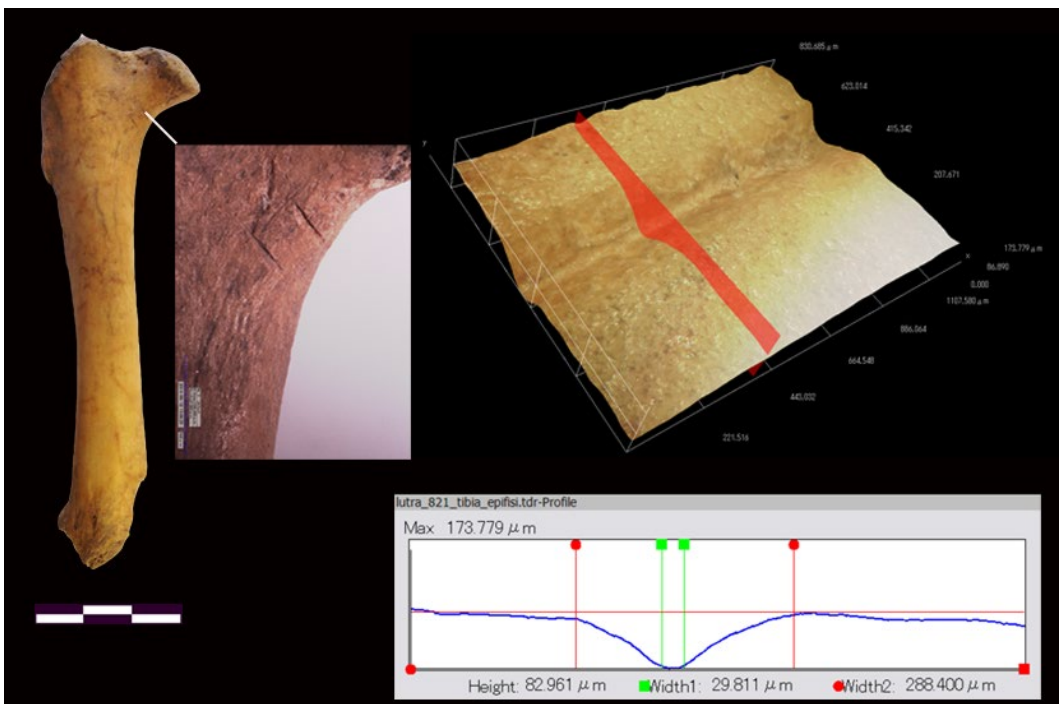 830.685 μm
623.014
415.342
207.671
y
x
173.779 μm
86.890
0.000
1107.580 μm
886.064
664.548
443.032
221.516
lutra_821_tibia_epifisi.tdr-Profile
Max 173.779 μm
Height: 82.961 μm Width1: 29.811 μm Width2: 288.400 μm